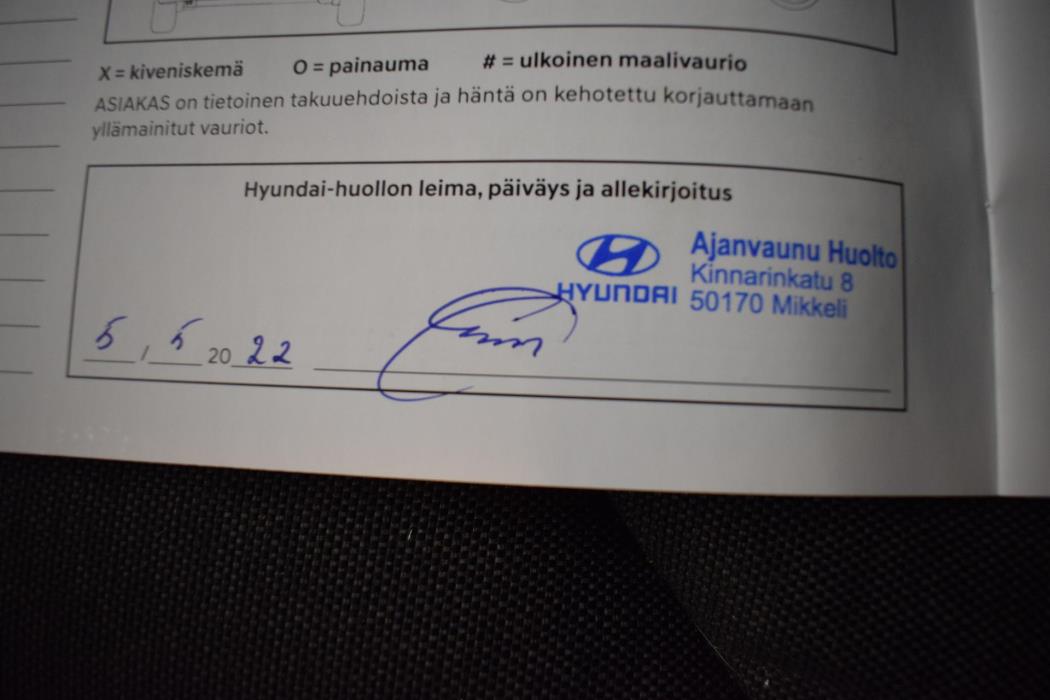 X = kiveniskemä O = painauma # = ulkoinen maalivaurio
ASIAKAS on tietoinen takuuehdoista ja häntä on kehotettu korjauttamaan
yllämainitut vauriot.
Hyundai-huollon leima, päiväys ja allekirjoitus
HYUNDAI
Ajanvaunu Huolto
Kinnarinkatu 8
50170 Mikkeli
5 / 5 20 22